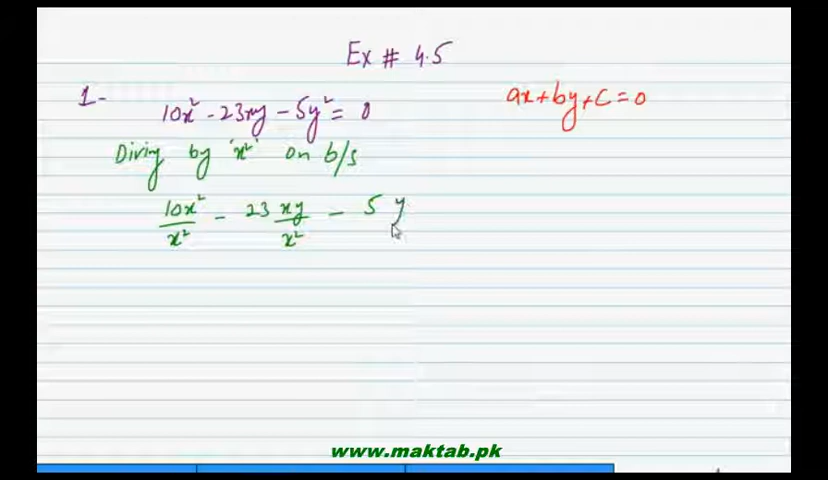 Ex # 4.5
1-
10x² - 23xy - 5y² = 0
ax+by+c=0
Diving by 'x²' on b/s
10x²/x² - 23 xy/x² - 5 y
www.maktab.pk